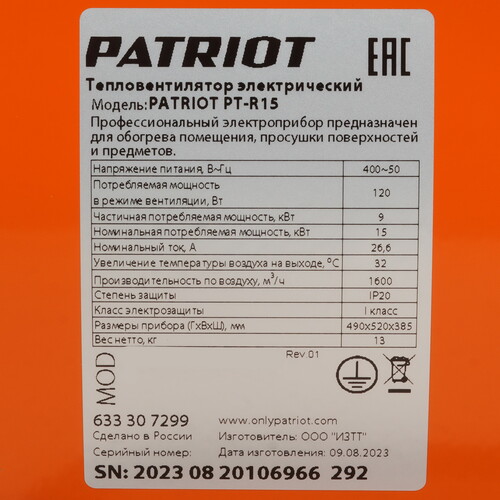 PATRIOT EAC
Тепловентилятор электрический
Модель:PATRIOT PT-R15
Профессиональный электроприбор предназначен
для обогрева помещения, просушки поверхностей
и предметов.
Напряжение питания, В~Гц 400~50
Потребляемая мощность
в режиме вентиляции, Вт 120
Частичная потребляемая мощность, кВт 9
Номинальная потребляемая мощность, кВт 15
Номинальный ток, А 26,6
Увеличение температуры воздуха на выходе, °С 32
Производительность по воздуху, м³/ч 1600
Степень защиты IP20
Класс электрозащиты I класс
Размеры прибора (ГхВхШ), мм 490х520х385
Вес нетто, кг 13
MOD
Rev.01
633 30 7299 www.onlypatriot.com
Сделано в России Изготовитель: ООО "ИЗТТ"
Серийный номер: Дата изготовления: 09.08.2023
SN: 2023 08 20106966 292